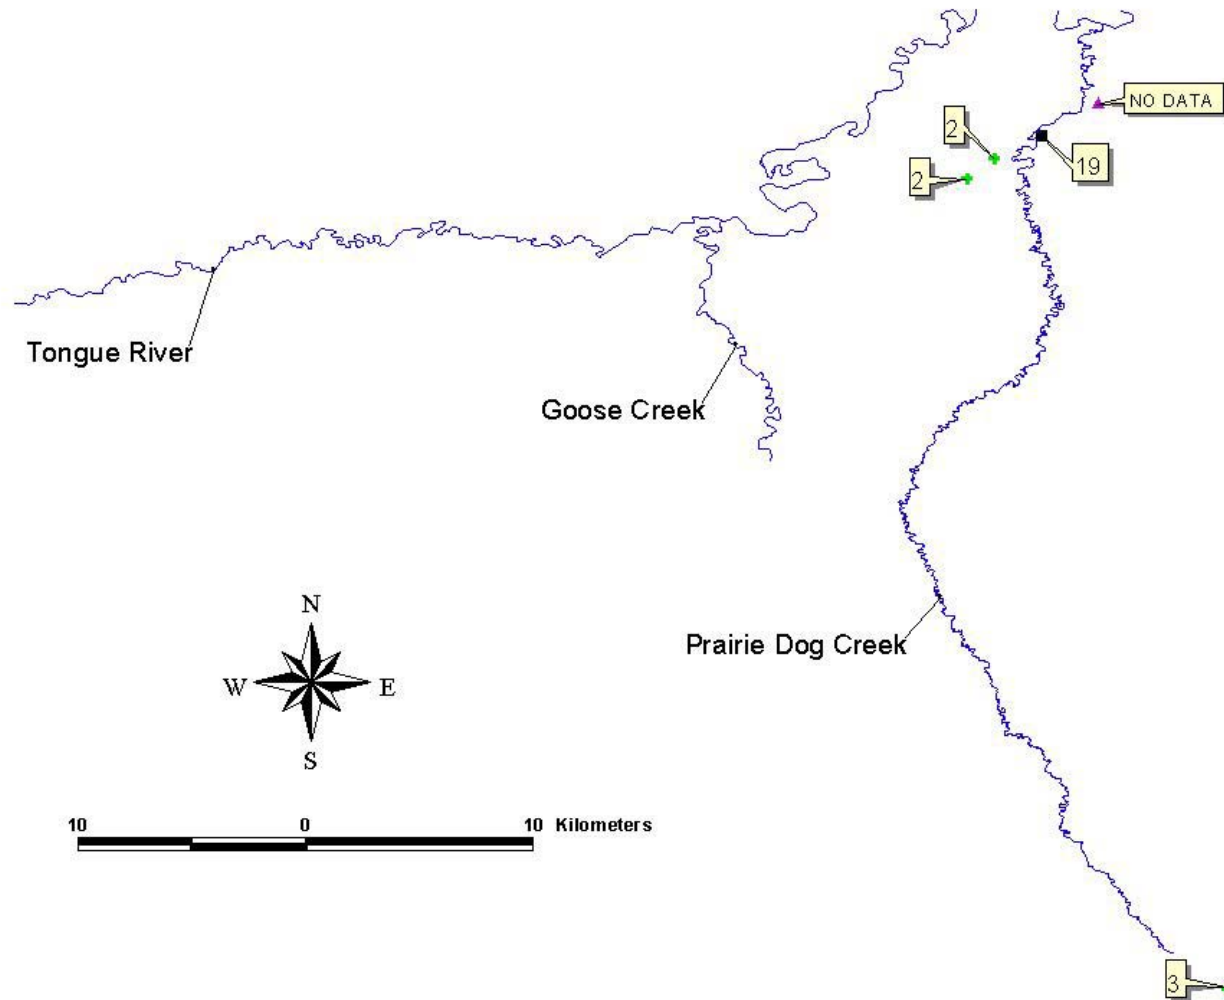 NO DATA
2
19
2
Tongue River
Goose Creek
N
Prairie Dog Creek
W E
S
10 0 10 Kilometers
3